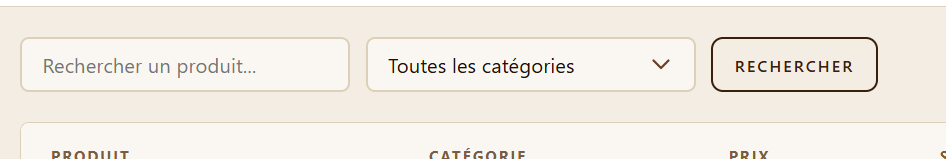 Rechercher un produit...
Toutes les catégories
RECHERCHER
PRODUIT
CATÉGORIE
PRIX